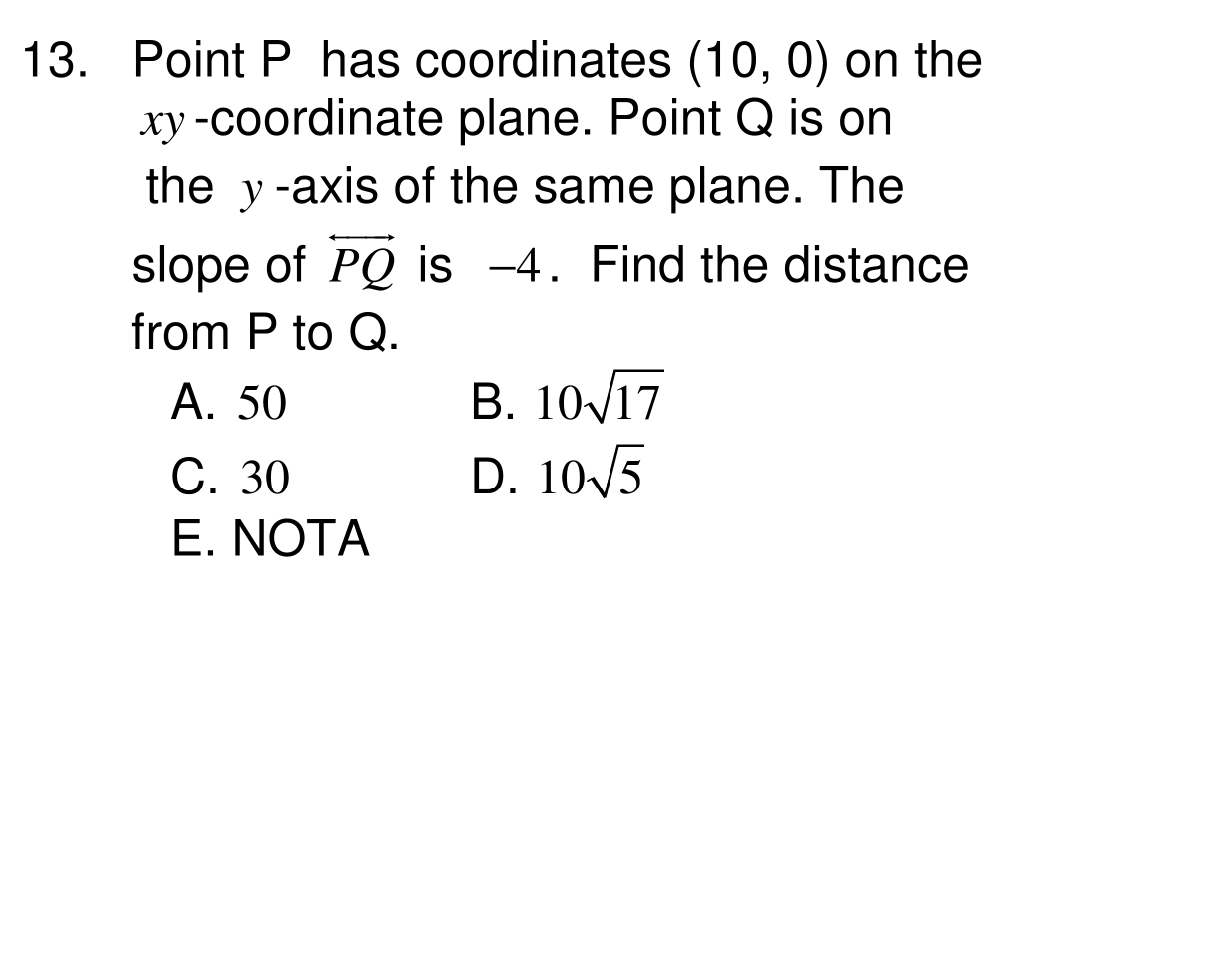 13. Point P has coordinates (10, 0) on the
xy-coordinate plane. Point Q is on
the y-axis of the same plane. The
slope of \overleftrightarrow{PQ} is −4. Find the distance
from P to Q.
A. 50 B. 10√17
C. 30 D. 10√5
E. NOTA